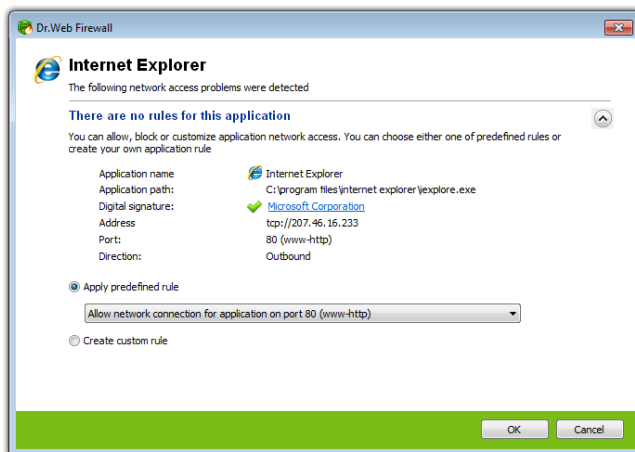 Dr.Web Firewall
Internet Explorer
The following network access problems were detected
There are no rules for this application
You can allow, block or customize application network access. You can choose either one of predefined rules or
create your own application rule
Application name Internet Explorer
Application path: C:\program files\internet explorer\iexplore.exe
Digital signature: Microsoft Corporation
Address tcp://207.46.16.233
Port: 80 (www-http)
Direction: Outbound
Apply predefined rule
Allow network connection for application on port 80 (www-http)
Create custom rule
OK Cancel